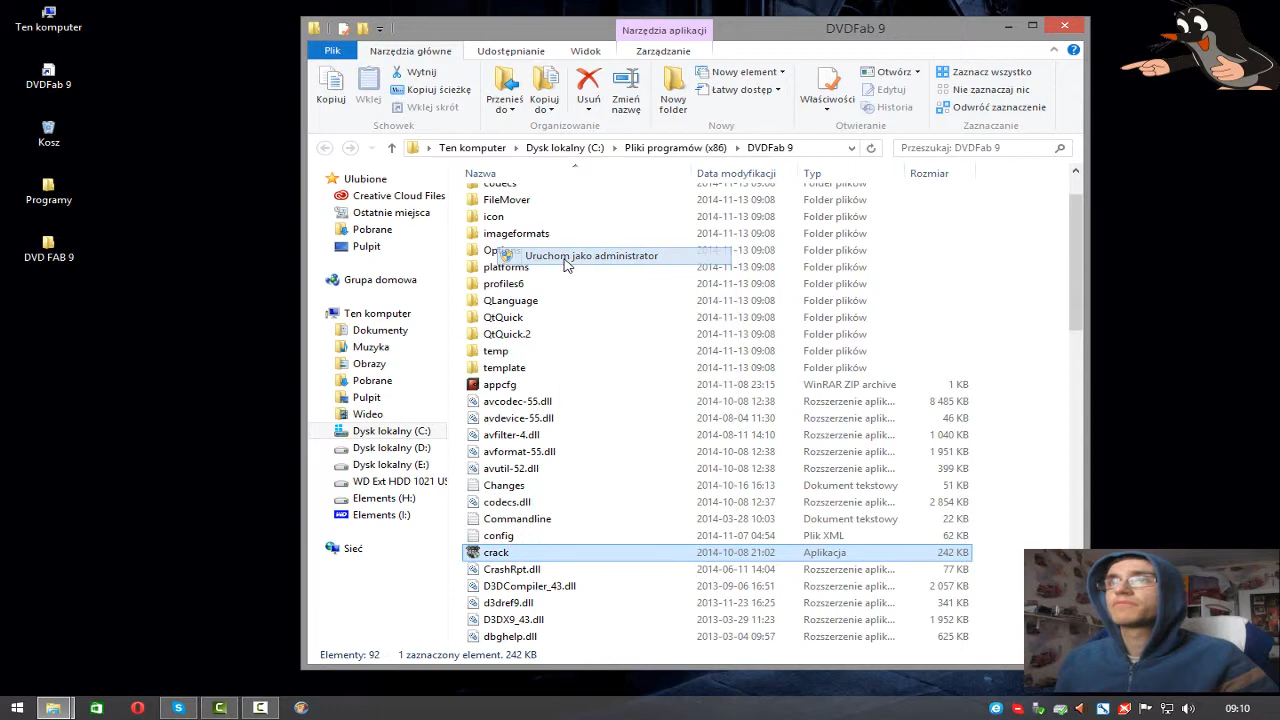 Ten komputer
DVDFab 9
Kosz
Programy
DVD FAB 9
Narzędzia aplikacji
DVDFab 9
Plik
Narzędzia główne
Udostępnianie
Widok
Zarządzanie
Kopiuj
Wklej
Wytnij
Kopiuj ścieżkę
Wklej skrót
Schowek
Przenieś do
Kopiuj do
Usuń
Zmień nazwę
Organizowanie
Nowy folder
Nowy element
Łatwy dostęp
Nowy
Właściwości
Otwórz
Edytuj
Historia
Otwieranie
Zaznacz wszystko
Nie zaznaczaj nic
Odwróć zaznaczenie
Zaznaczanie
Ten komputer
Dysk lokalny (C:)
Pliki programów (x86)
DVDFab 9
Przeszukaj: DVDFab 9
Ulubione
Creative Cloud Files
Ostatnie miejsca
Pobrane
Pulpit
Grupa domowa
Ten komputer
Dokumenty
Muzyka
Obrazy
Pobrane
Pulpit
Wideo
Dysk lokalny (C:)
Dysk lokalny (D:)
Dysk lokalny (E:)
WD Ext HDD 1021 US
Elements (H:)
Elements (I:)
Sieć
Nazwa Data modyfikacji Typ Rozmiar
codecs 2014-11-13 09:08 Folder plików
FileMover 2014-11-13 09:08 Folder plików
icon 2014-11-13 09:08 Folder plików
imageformats 2014-11-13 09:08 Folder plików
Uruchom jako administrator
2014-11-13 09:08 Folder plików
platforms 2014-11-13 09:08 Folder plików
profiles6 2014-11-13 09:08 Folder plików
QLanguage 2014-11-13 09:08 Folder plików
QtQuick 2014-11-13 09:08 Folder plików
QtQuick.2 2014-11-13 09:08 Folder plików
temp 2014-11-13 09:08 Folder plików
template 2014-11-13 09:08 Folder plików
appcfg 2014-11-08 23:15 WinRAR ZIP archive 1 KB
avcodec-55.dll 2014-10-08 12:38 Rozszerzenie aplik... 8 485 KB
avdevice-55.dll 2014-08-04 11:30 Rozszerzenie aplik... 46 KB
avfilter-4.dll 2014-08-11 14:10 Rozszerzenie aplik... 1 040 KB
avformat-55.dll 2014-10-08 12:38 Rozszerzenie aplik... 1 951 KB
avutil-52.dll 2014-10-08 12:38 Rozszerzenie aplik... 399 KB
Changes 2014-10-16 16:13 Dokument tekstowy 51 KB
codecs.dll 2014-10-08 12:37 Rozszerzenie aplik... 2 854 KB
Commandline 2014-03-28 10:03 Dokument tekstowy 22 KB
config 2014-11-07 04:54 Plik XML 62 KB
crack 2014-10-08 21:02 Aplikacja 242 KB
CrashRpt.dll 2014-06-11 14:04 Rozszerzenie aplik... 77 KB
D3DCompiler_43.dll 2013-09-06 16:51 Rozszerzenie aplik... 2 057 KB
d3dref9.dll 2013-11-23 16:25 Rozszerzenie aplik... 341 KB
D3DX9_43.dll 2013-03-29 11:23 Rozszerzenie aplik... 1 952 KB
dbghelp.dll 2013-03-04 09:57 Rozszerzenie aplik... 625 KB
Elementy: 92 1 zaznaczony element. 242 KB
09:10